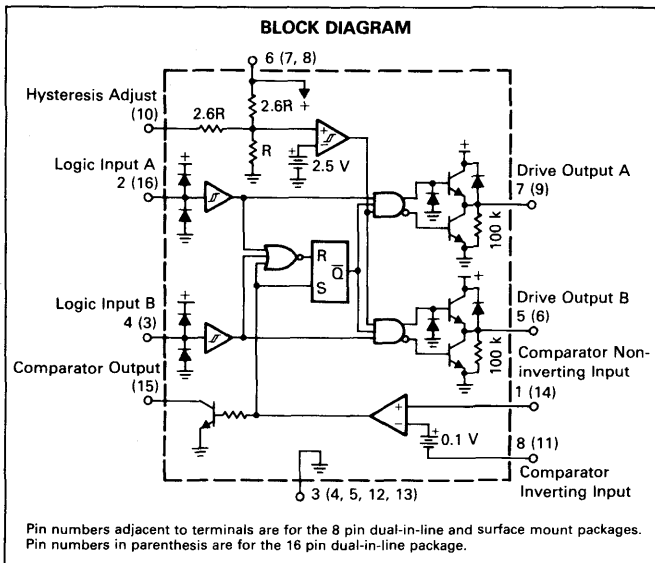 BLOCK DIAGRAM
6 (7, 8)
Hysteresis Adjust
(10)
2.6R
2.6R
+
R
+
−
+
2.5 V
Logic Input A
2 (16)
+
+
Drive Output A
7 (9)
100 k
R
Q
S
Logic Input B
4 (3)
+
+
Drive Output B
5 (6)
100 k
Comparator Output
(15)
Comparator Non-
inverting Input
1 (14)
+
−
+
0.1 V
8 (11)
Comparator
Inverting Input
3 (4, 5, 12, 13)
Pin numbers adjacent to terminals are for the 8 pin dual-in-line and surface mount packages.
Pin numbers in parenthesis are for the 16 pin dual-in-line package.